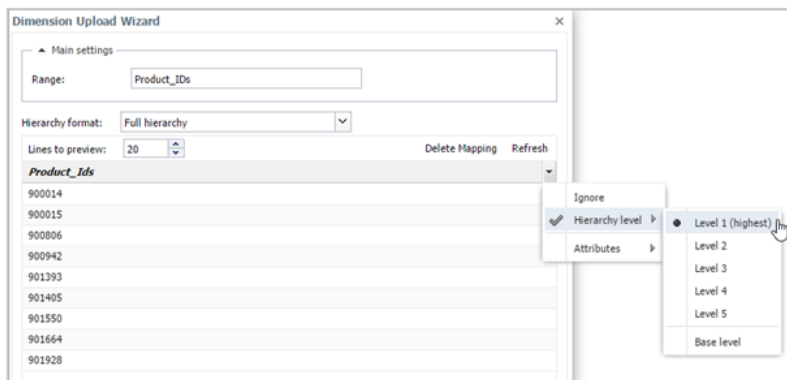 Dimension Upload Wizard
Main settings
Range: Product_IDs
Hierarchy format: Full hierarchy
Lines to preview: 20 Delete Mapping Refresh
Product_Ids
900014
900015
900806
900942
901393
901405
901550
901664
901928
Ignore
Hierarchy level
Attributes
Level 1 (highest)
Level 2
Level 3
Level 4
Level 5
Base level